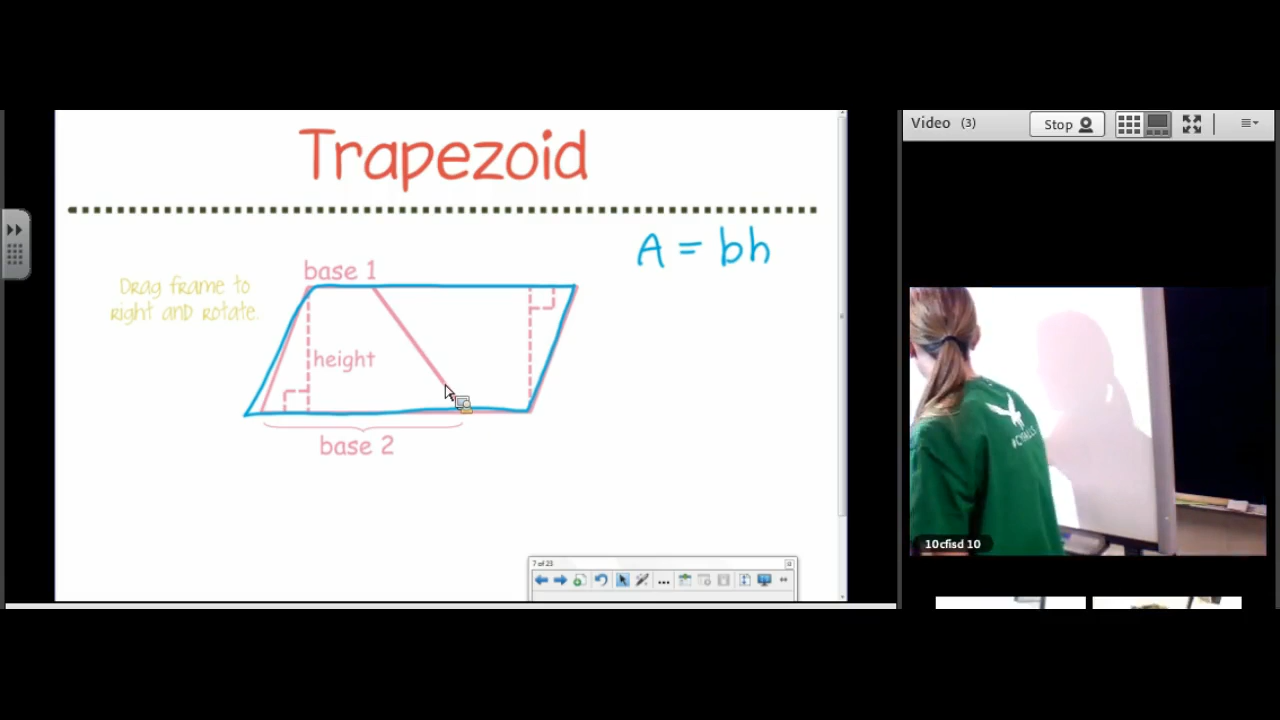 Trapezoid
A = bh
base 1
Drag frame to
right and rotate.
height
base 2
7 of 23
Video (3)
Stop
10cfisd 10